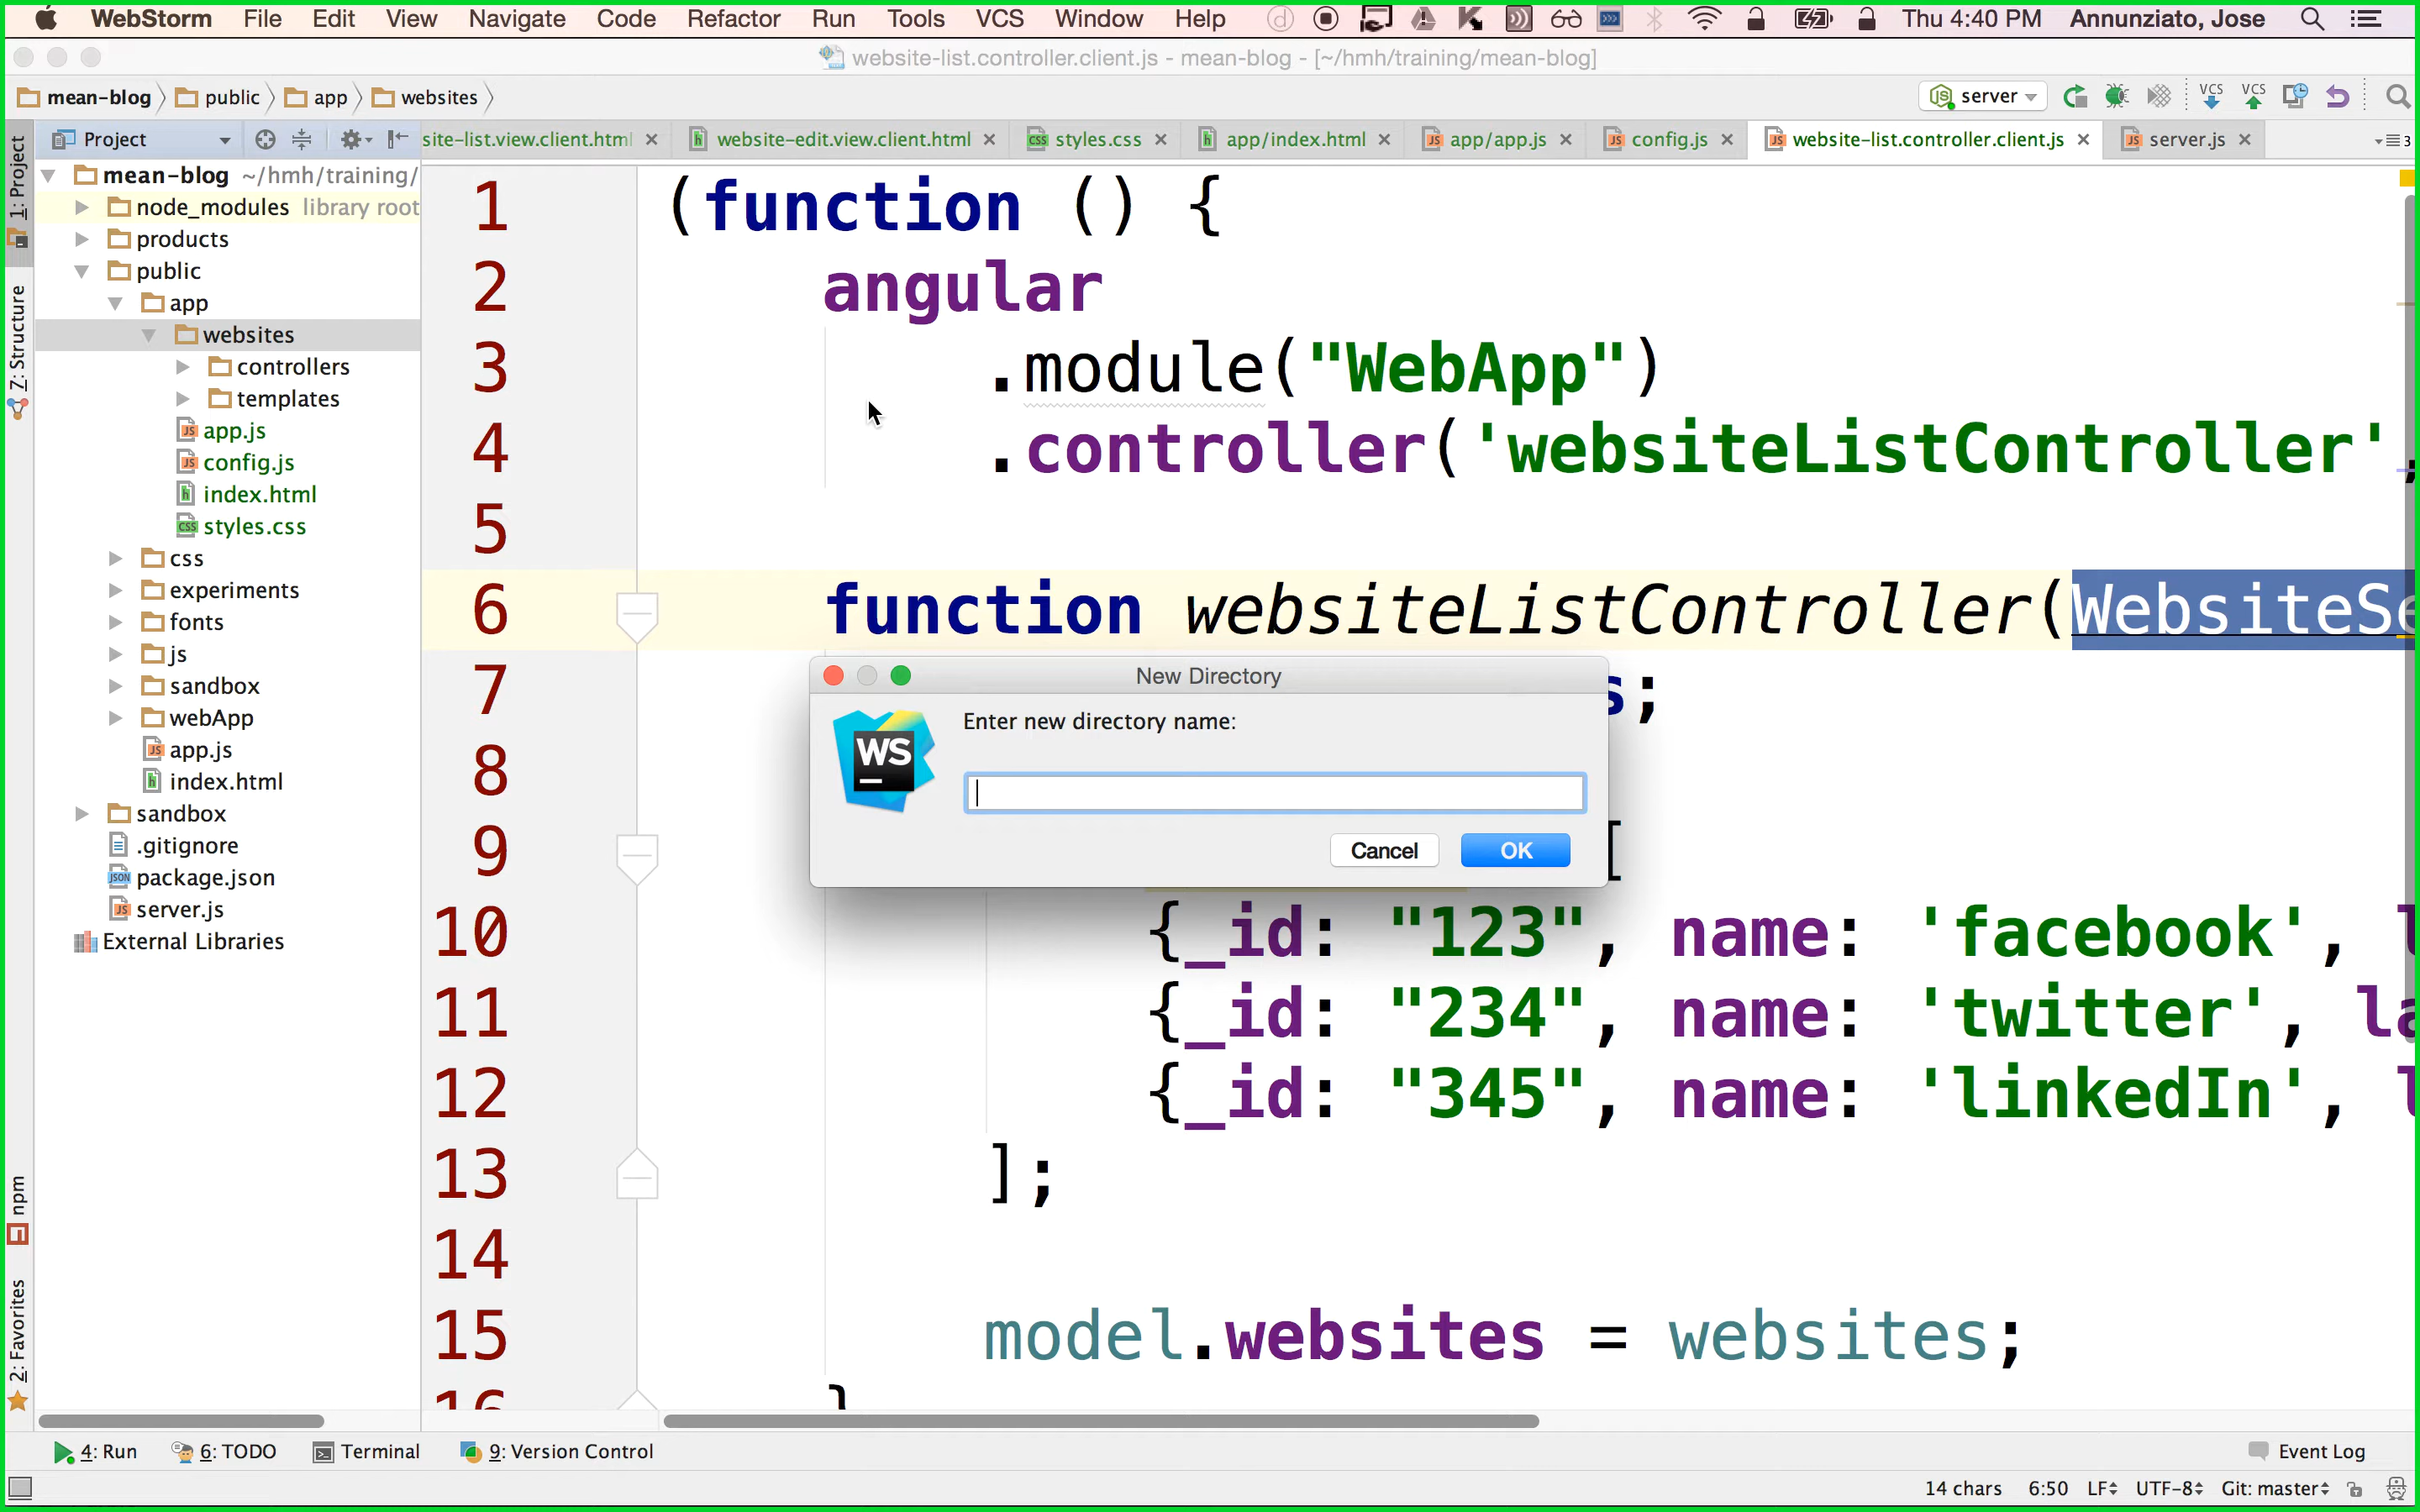 WebStorm File Edit View Navigate Code Refactor Run Tools VCS Window Help Thu 4:40 PM Annunziato, Jose
website-list.controller.client.js - mean-blog - [~/hmh/training/mean-blog]
mean-blog public app websites server VCS VCS
Project site-list.view.client.html website-edit.view.client.html styles.css app/index.html app/app.js config.js website-list.controller.client.js server.js 3
1: Project
7: Structure
npm
2: Favorites
mean-blog ~/hmh/training/
node_modules library root
products
public
app
websites
controllers
templates
app.js
config.js
index.html
styles.css
css
experiments
fonts
js
sandbox
webApp
app.js
index.html
sandbox
.gitignore
package.json
server.js
External Libraries
1 (function () {
2 angular
3 .module("WebApp")
4 .controller('websiteListController',
5
6 function websiteListController(WebsiteSe
7 s;
8
9 [
10 {_id: "123", name: 'facebook', l
11 {_id: "234", name: 'twitter', la
12 {_id: "345", name: 'linkedIn', l
13 ];
14
15 model.websites = websites;
16 }
New Directory
WS
Enter new directory name:
Cancel OK
4: Run 6: TODO Terminal 9: Version Control Event Log
14 chars 6:50 LF UTF-8 Git: master